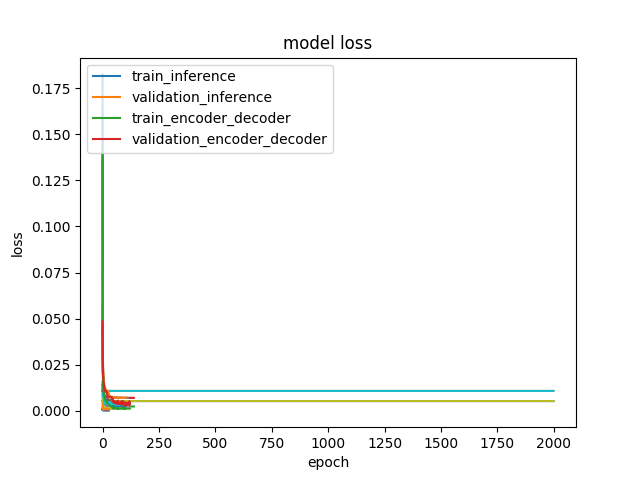 model loss
train_inference
validation_inference
train_encoder_decoder
validation_encoder_decoder
0.175
0.150
0.125
0.100
0.075
0.050
0.025
0.000
loss
0 250 500 750 1000 1250 1500 1750 2000
epoch